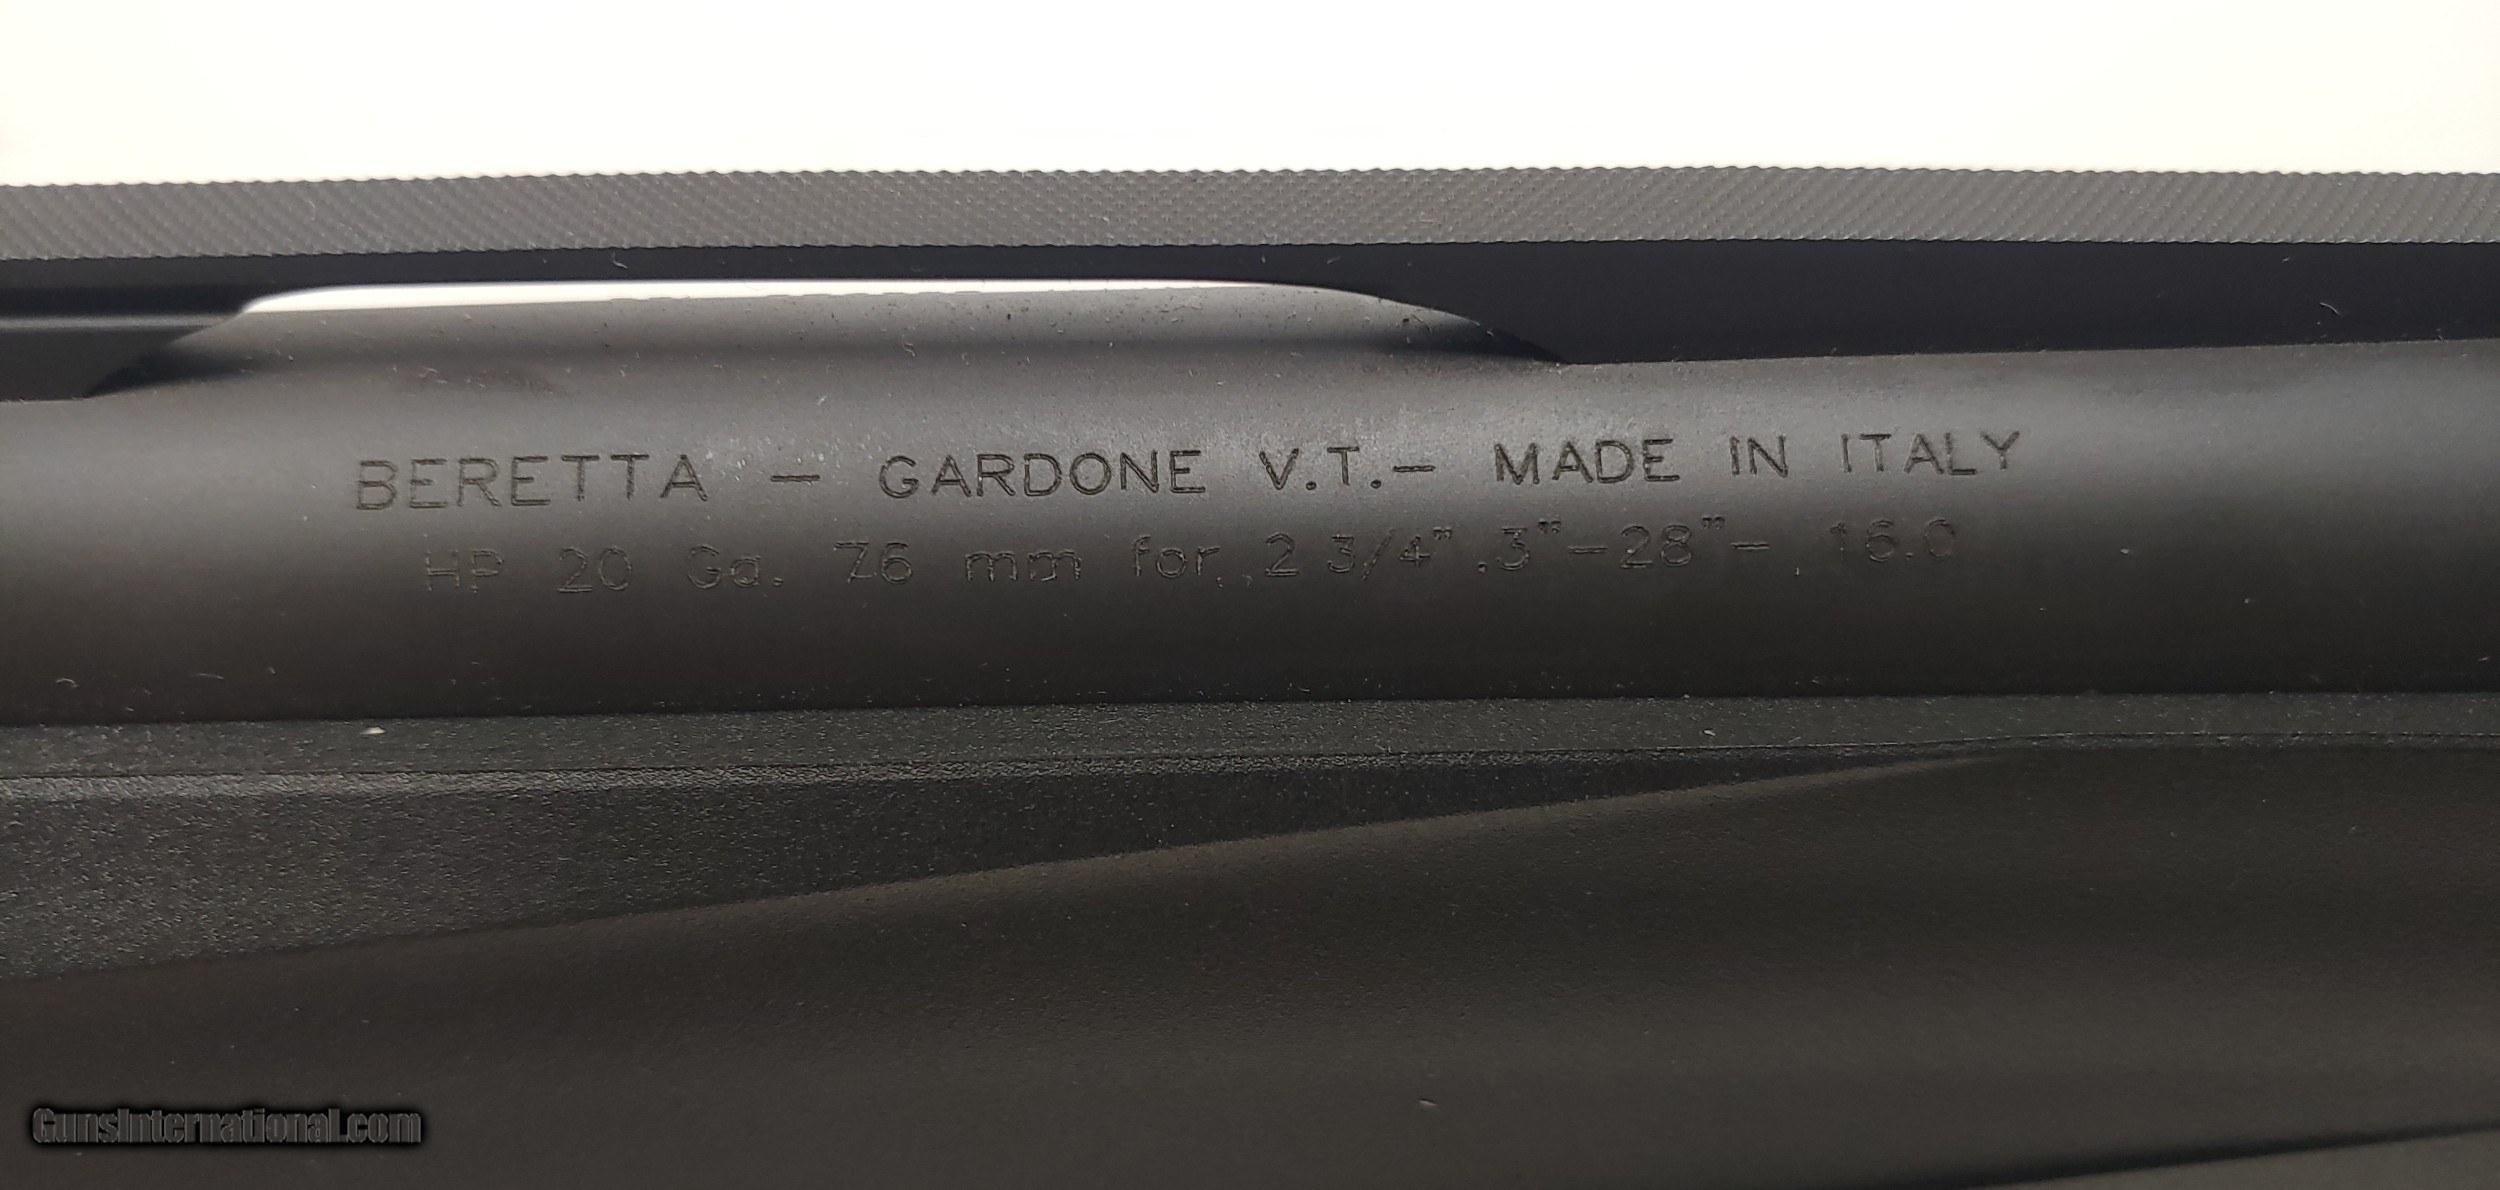 BERETTA – GARDONE V.T.– MADE IN ITALY
HP 20 Ga. 76 mm for 2 3/4" .3"–28"– 16.0
GunsInternational.com